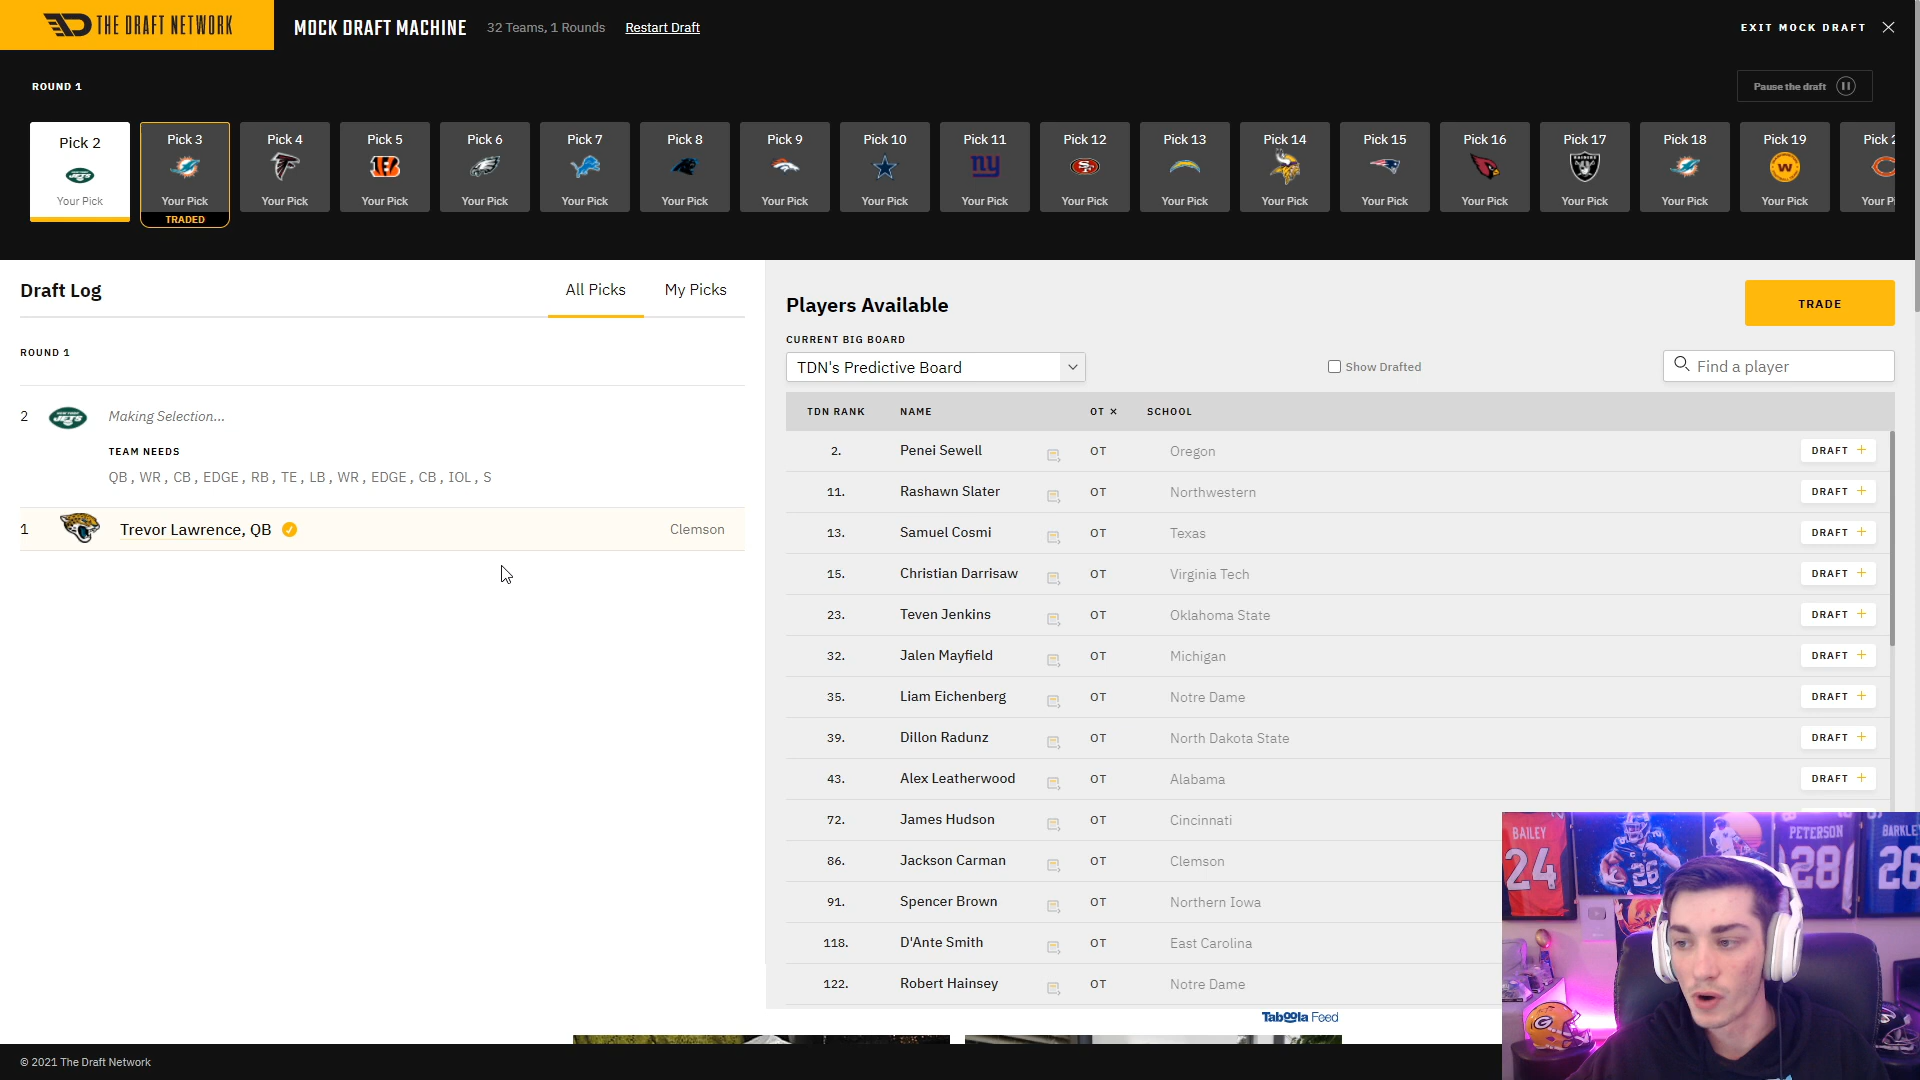 THE DRAFT NETWORK
MOCK DRAFT MACHINE
32 Teams, 1 Rounds
Restart Draft
EXIT MOCK DRAFT
ROUND 1
Pause the draft
Pick 2
JETS
Your Pick
Pick 3
Your Pick
TRADED
Pick 4
Your Pick
Pick 5
Your Pick
Pick 6
Your Pick
Pick 7
Your Pick
Pick 8
Your Pick
Pick 9
Your Pick
Pick 10
Your Pick
Pick 11
ny
Your Pick
Pick 12
SF
Your Pick
Pick 13
Your Pick
Pick 14
Your Pick
Pick 15
Your Pick
Pick 16
Your Pick
Pick 17
RAIDERS
Your Pick
Pick 18
Your Pick
Pick 19
W
Your Pick
Pick 2
Your P
Draft Log
All Picks
My Picks
ROUND 1
2 JETS Making Selection...
TEAM NEEDS
QB , WR , CB , EDGE , RB , TE , LB , WR , EDGE , CB , IOL , S
1 Trevor Lawrence, QB Clemson
Players Available
TRADE
CURRENT BIG BOARD
TDN's Predictive Board
Show Drafted
Find a player
TDN RANK NAME OT × SCHOOL
2. Penei Sewell OT Oregon DRAFT +
11. Rashawn Slater OT Northwestern DRAFT +
13. Samuel Cosmi OT Texas DRAFT +
15. Christian Darrisaw OT Virginia Tech DRAFT +
23. Teven Jenkins OT Oklahoma State DRAFT +
32. Jalen Mayfield OT Michigan DRAFT +
35. Liam Eichenberg OT Notre Dame DRAFT +
39. Dillon Radunz OT North Dakota State DRAFT +
43. Alex Leatherwood OT Alabama DRAFT +
72. James Hudson OT Cincinnati
86. Jackson Carman OT Clemson
91. Spencer Brown OT Northern Iowa
118. D'Ante Smith OT East Carolina
122. Robert Hainsey OT Notre Dame
Taboola Feed
BAILEY
24
26
PETERSON
28
BARKLE
26
G
© 2021 The Draft Network